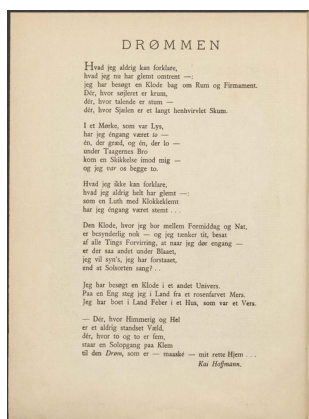 DRØMMEN
Hvad jeg aldrig kan forklare,
hvad jeg nu har glemt omtrent —:
jeg har besøgt en Klode bag om Rum og Firmament.
Dér, hvor søjleret er krum,
dér, hvor talende er stum —
dér, hvor Sjælen er et langt henhvirvlet Skum.
I et Mørke, som var Lys,
har jeg éngang været to —
én, der græd, og én, der lo —
under Taagernes Bro
kom en Skikkelse imod mig —
og jeg var os begge to.
Hvad jeg ikke kan forklare,
hvad jeg aldrig helt har glemt —:
som en Luth med Klokkeklemt
har jeg éngang været stemt . . .
Den Klode, hvor jeg bor mellem Formiddag og Nat,
er besynderlig nok — og jeg tænker tit, besat
af alle Tings Forvirring, at naar jeg dør engang —
er der saa andet under Blaaet,
jeg vil syn's, jeg har forstaaet,
end at Solsorten sang? . .
Jeg har besøgt en Klode i et andet Univers.
Paa en Eng steg jeg i Land fra et rosenfarvet Mers.
Jeg har boet i Land Feber i et Hus, som var et Vers.
— Dér, hvor Himmerig og Hel
er et aldrig standset Væld,
dér, hvor to og to er fem,
staar en Solopgang paa Klem
til den Drøm, som er — maaské — mit rette Hjem . . .
Kai Hoffmann.